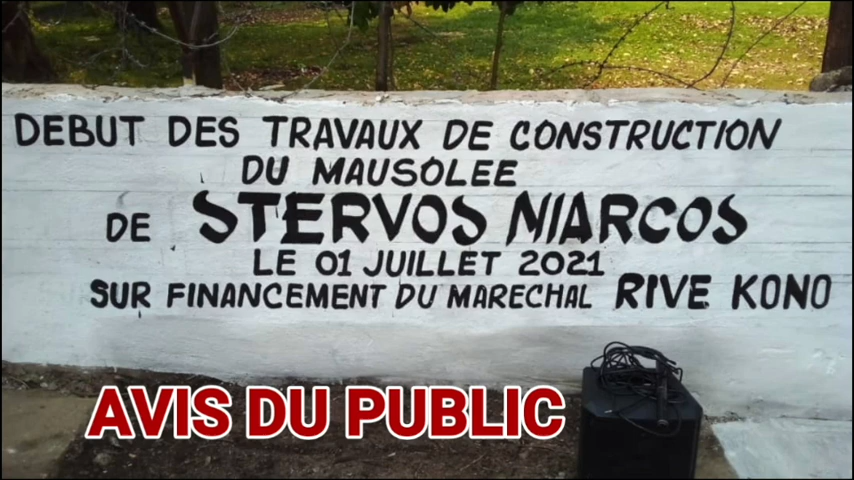 DEBUT DES TRAVAUX DE CONSTRUCTION
DU MAUSOLEE
DE STERVOS NIARCOS
LE 01 JUILLET 2021
SUR FINANCEMENT DU MARECHAL RIVE KONO
AVIS DU PUBLIC